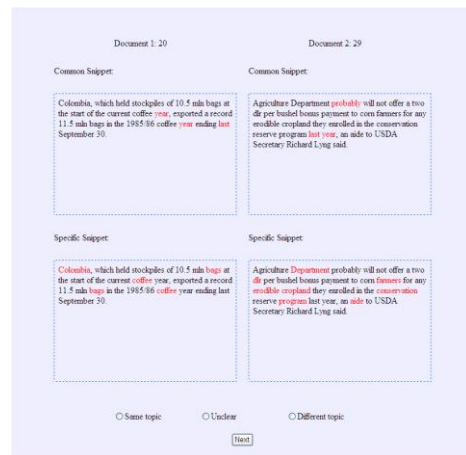 Document 1: 20
Document 2: 29
Common Snippet:
Common Snippet:
Colombia, which held stockpiles of 10.5 mln bags at
the start of the current coffee year, exported a record
11.5 mln bags in the 1985/86 coffee year ending last
September 30.
Agriculture Department probably will not offer a two
dlr per bushel bonus payment to corn farmers for any
erodible cropland they enrolled in the conservation
reserve program last year, an aide to USDA
Secretary Richard Lyng said.
Specific Snippet:
Specific Snippet:
Colombia, which held stockpiles of 10.5 mln bags at
the start of the current coffee year, exported a record
11.5 mln bags in the 1985/86 coffee year ending last
September 30.
Agriculture Department probably will not offer a two
dlr per bushel bonus payment to corn farmers for any
erodible cropland they enrolled in the conservation
reserve program last year, an aide to USDA
Secretary Richard Lyng said.
Same topic
Unclear
Different topic
Next